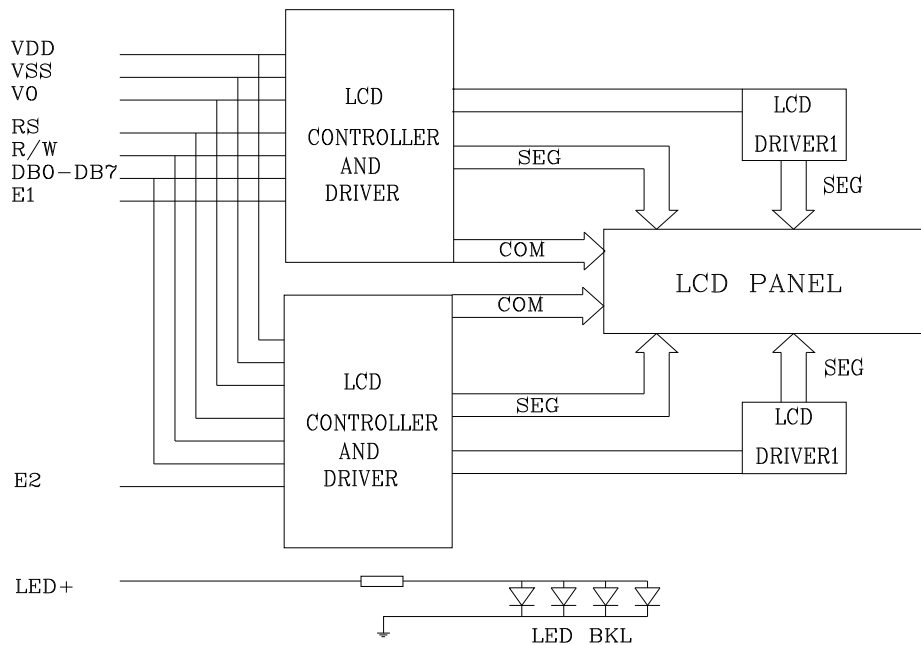 VDD
VSS
V0
RS
R/W
DB0-DB7
E1
LCD
CONTROLLER
AND
DRIVER
SEG
COM
LCD
DRIVER1
SEG
LCD PANEL
COM
SEG
LCD
CONTROLLER
AND
DRIVER
SEG
LCD
DRIVER1
E2
LED+
LED BKL